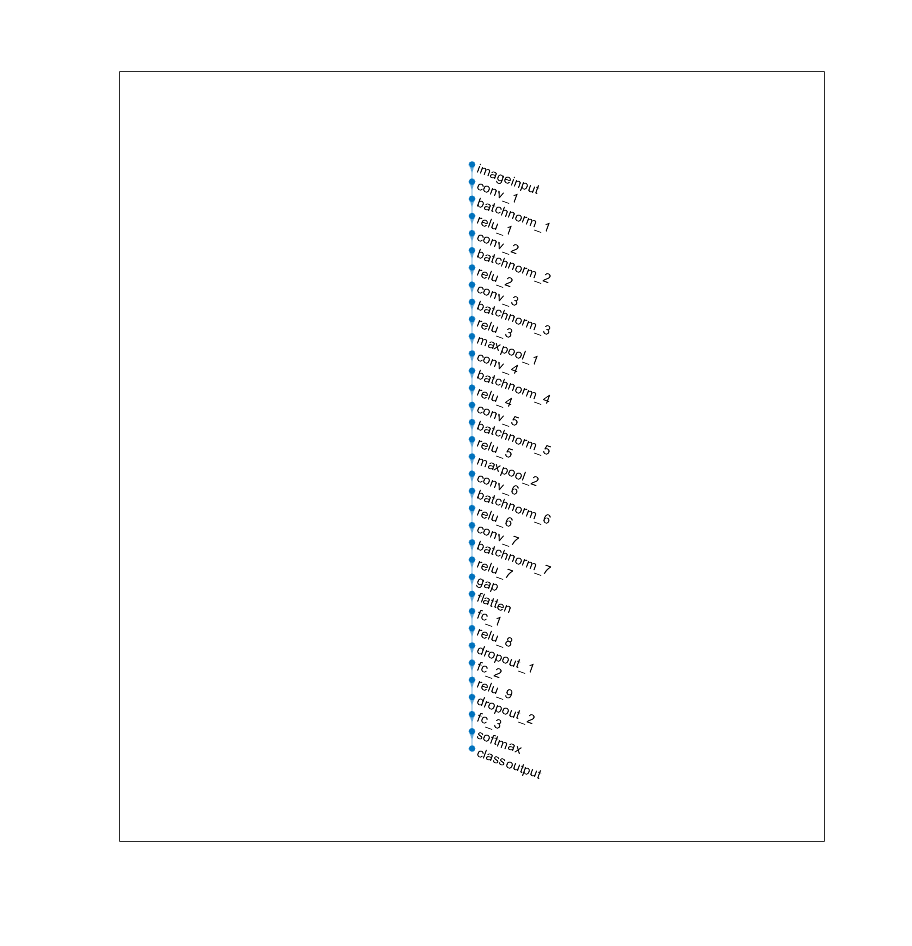 imageinput
conv_1
batchnorm_1
relu_1
conv_2
batchnorm_2
relu_2
conv_3
batchnorm_3
relu_3
maxpool_1
conv_4
batchnorm_4
relu_4
conv_5
batchnorm_5
relu_5
maxpool_2
conv_6
batchnorm_6
relu_6
conv_7
batchnorm_7
relu_7
gap
flatten
fc_1
relu_8
dropout_1
fc_2
relu_9
dropout_2
fc_3
softmax
classoutput